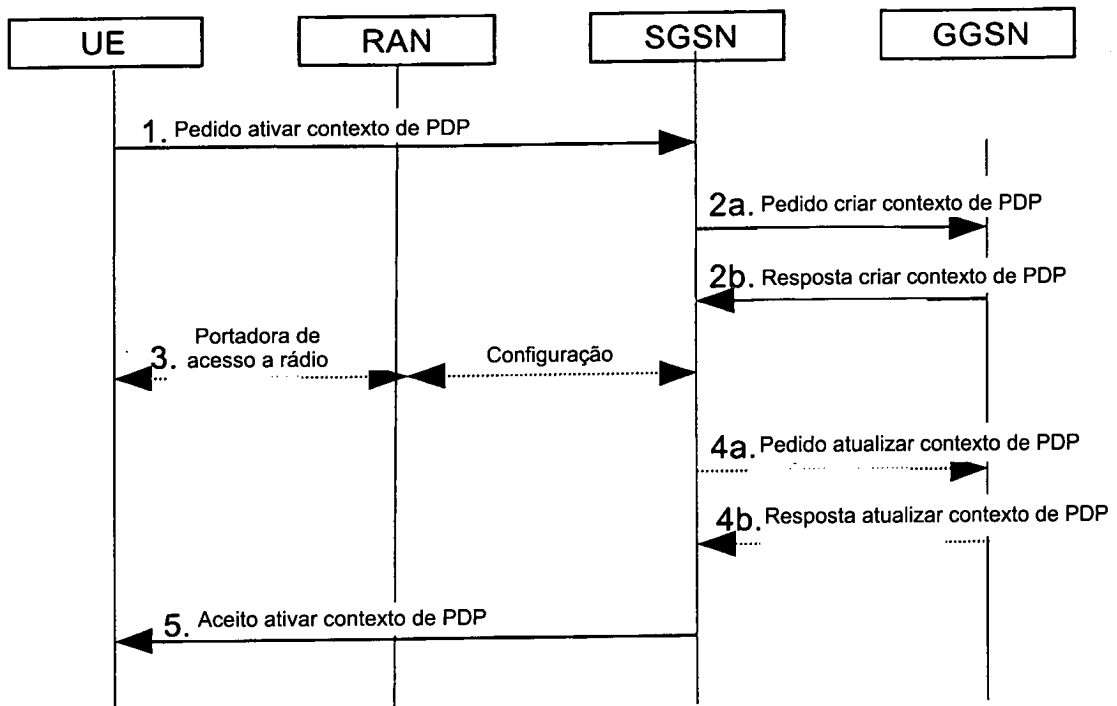 UE
RAN
SGSN
GGSN
1. Pedido ativar contexto de PDP
2a. Pedido criar contexto de PDP
2b. Resposta criar contexto de PDP
3. Portadora de
acesso a rádio
Configuração
4a. Pedido atualizar contexto de PDP
4b. Resposta atualizar contexto de PDP
5. Aceito ativar contexto de PDP